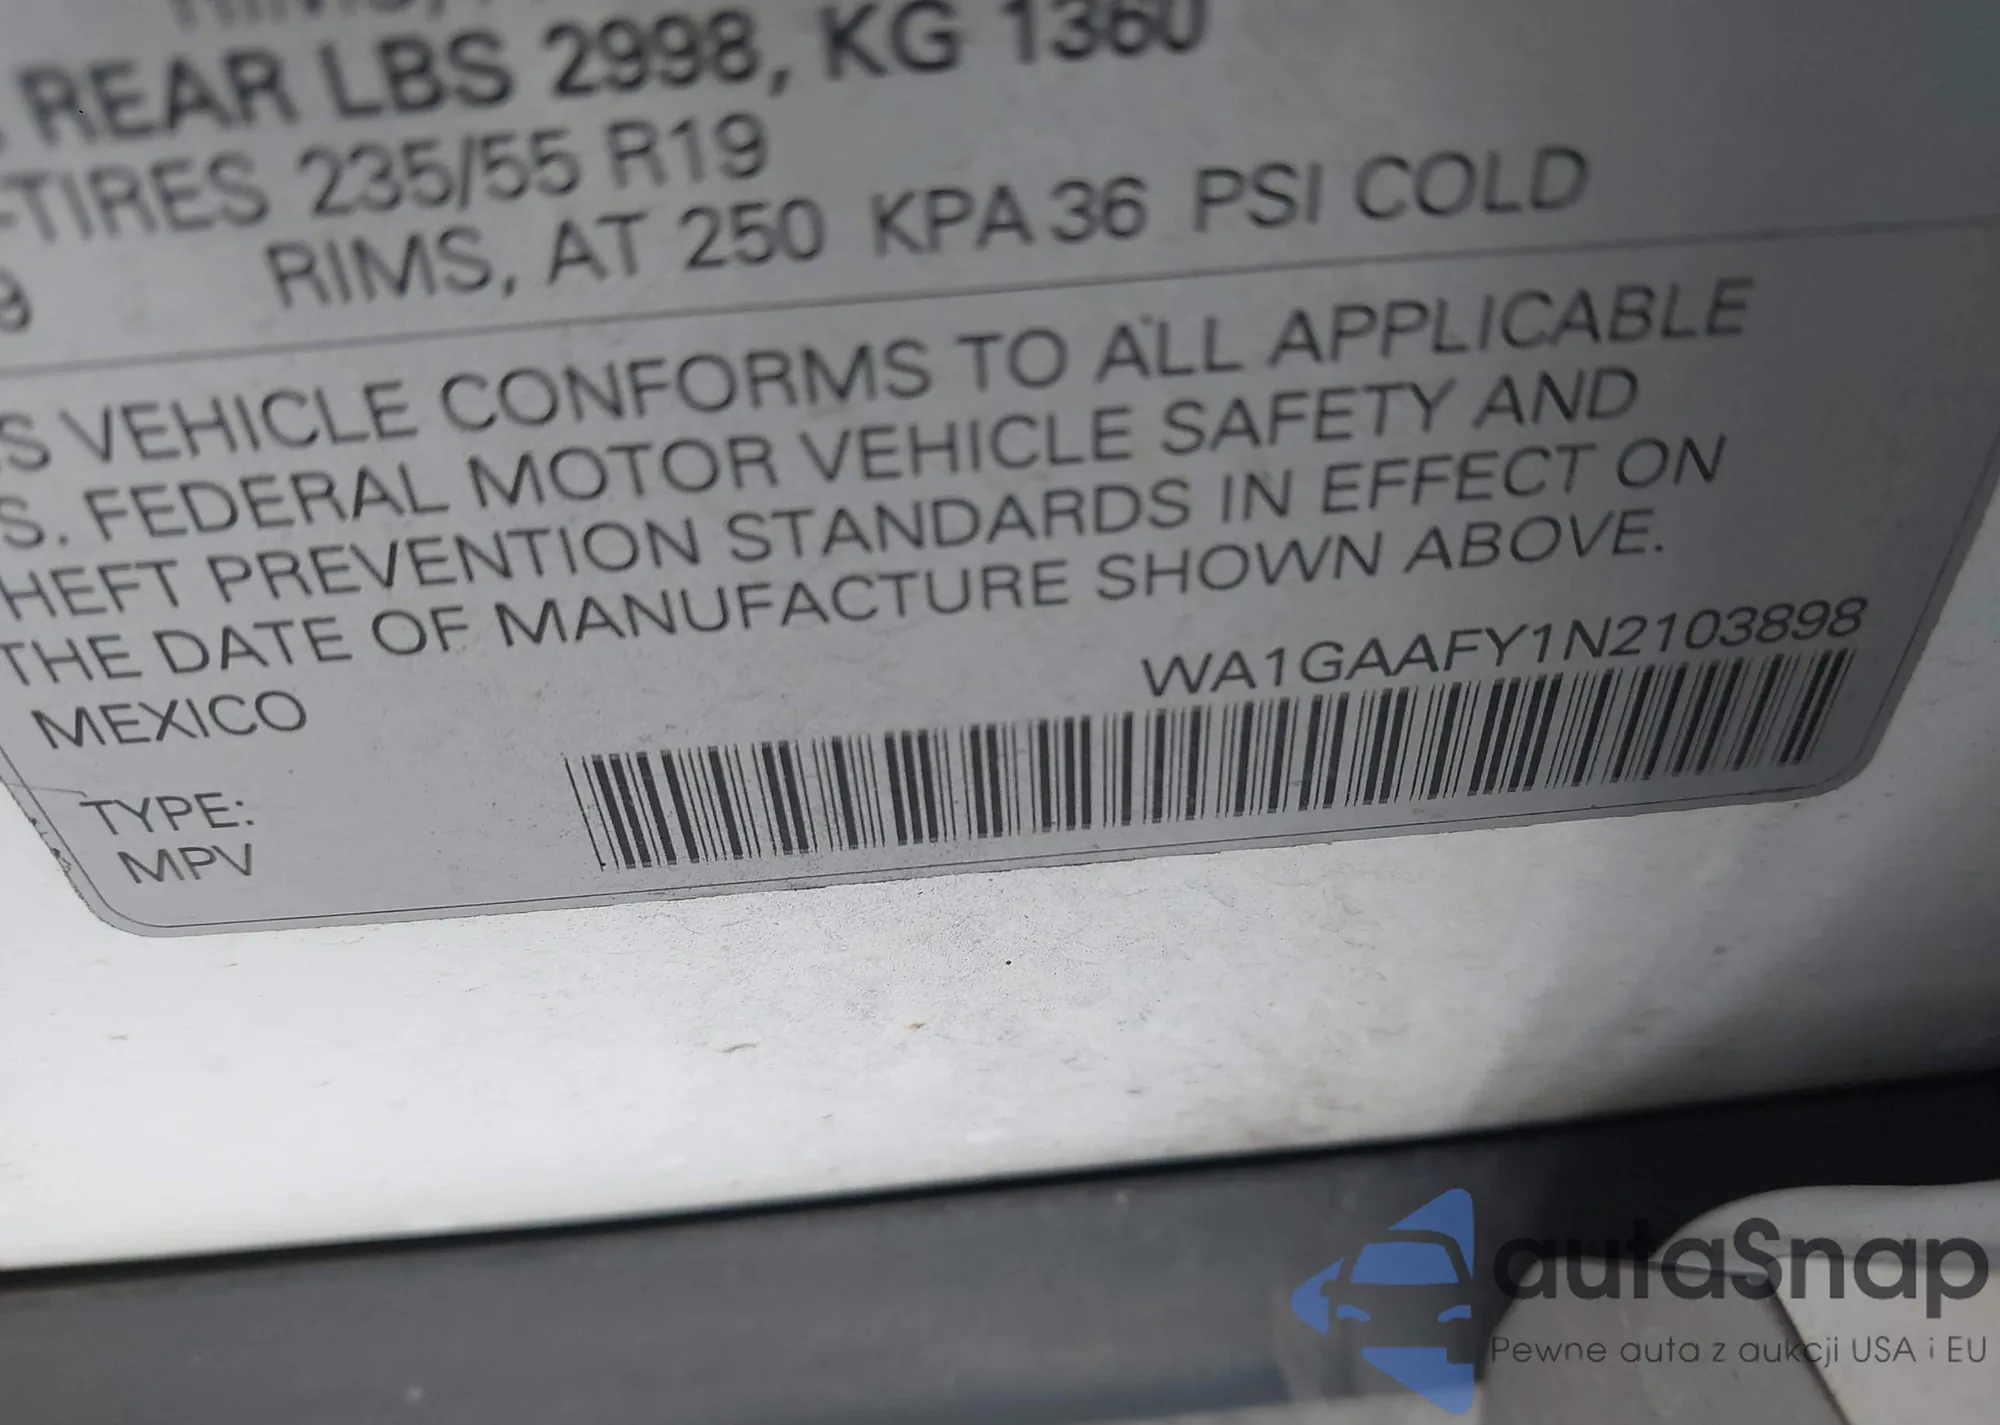 REAR LBS 2998, KG 1360
-TIRES 235/55 R19
9 RIMS, AT 250 KPA 36 PSI COLD
S VEHICLE CONFORMS TO ALL APPLICABLE
S. FEDERAL MOTOR VEHICLE SAFETY AND
HEFT PREVENTION STANDARDS IN EFFECT ON
THE DATE OF MANUFACTURE SHOWN ABOVE.
MEXICO
WA1GAAFY1N2103898
TYPE:
MPV
autaSnap
Pewne auta z aukcji USA i EU